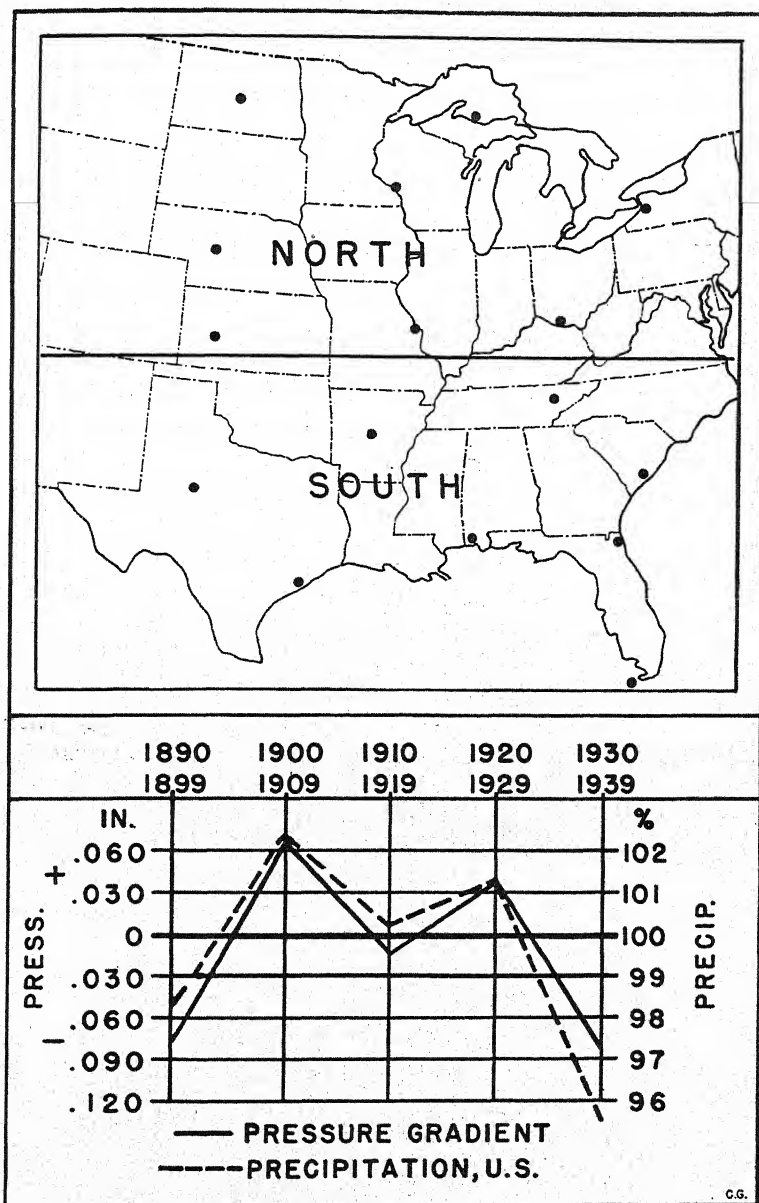 NORTH
SOUTH
1890 1900 1910 1920 1930
1899 1909 1919 1929 1939
IN. %
+ .060 102
.030 101
0 100
.030 99
.060 98
– .090 97
.120 96
PRESS.
PRECIP.
PRESSURE GRADIENT
PRECIPITATION, U.S.
C.G.